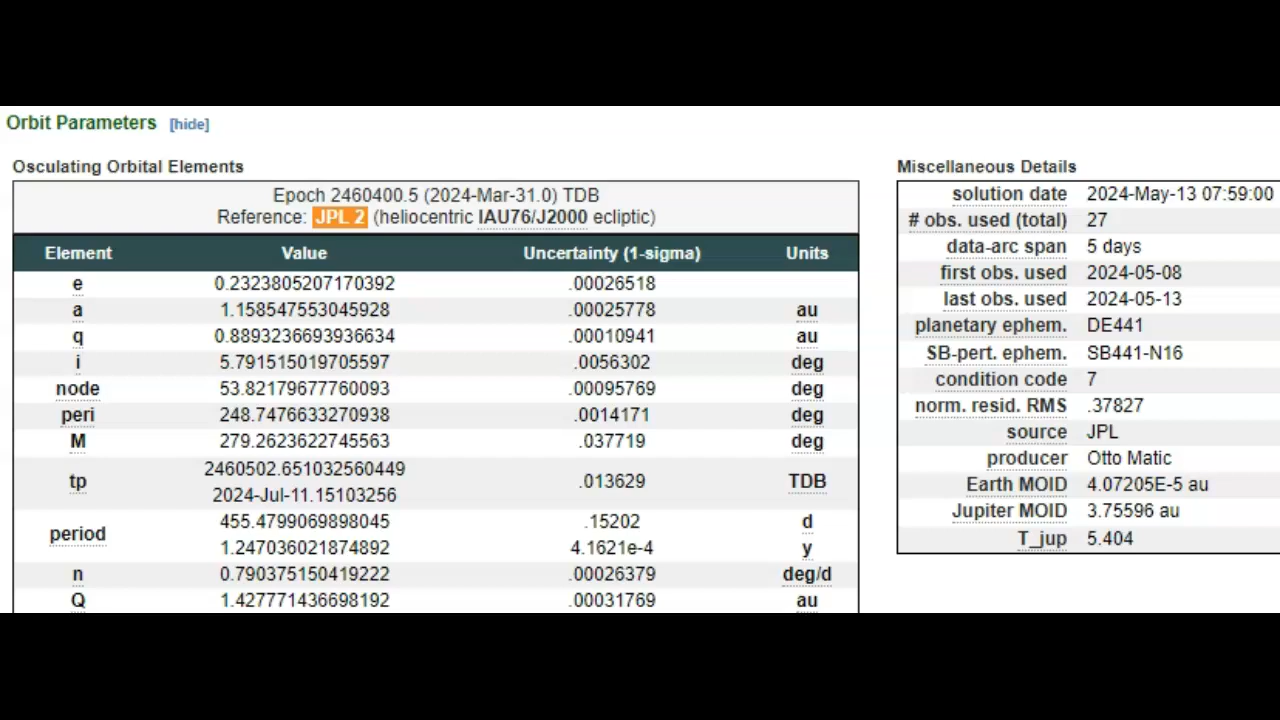 Orbit Parameters [hide]
Osculating Orbital Elements
Epoch 2460400.5 (2024-Mar-31.0) TDB
Reference: JPL 2 (heliocentric IAU76/J2000 ecliptic)
Element Value Uncertainty (1-sigma) Units
e 0.2323805207170392 .00026518
a 1.158547553045928 .00025778 au
q 0.8893236693936634 .00010941 au
i 5.791515019705597 .0056302 deg
node 53.82179677760093 .00095769 deg
peri 248.7476633270938 .0014171 deg
M 279.2623622745563 .037719 deg
tp 2460502.651032560449 .013629 TDB
2024-Jul-11.15103256
period 455.4799069898045 .15202 d
1.247036021874892 4.1621e-4 y
n 0.790375150419222 .00026379 deg/d
Q 1.427771436698192 .00031769 au
Miscellaneous Details
solution date 2024-May-13 07:59:00
# obs. used (total) 27
data-arc span 5 days
first obs. used 2024-05-08
last obs. used 2024-05-13
planetary ephem. DE441
SB-pert. ephem. SB441-N16
condition code 7
norm. resid. RMS .37827
source JPL
producer Otto Matic
Earth MOID 4.07205E-5 au
Jupiter MOID 3.75596 au
T_jup 5.404